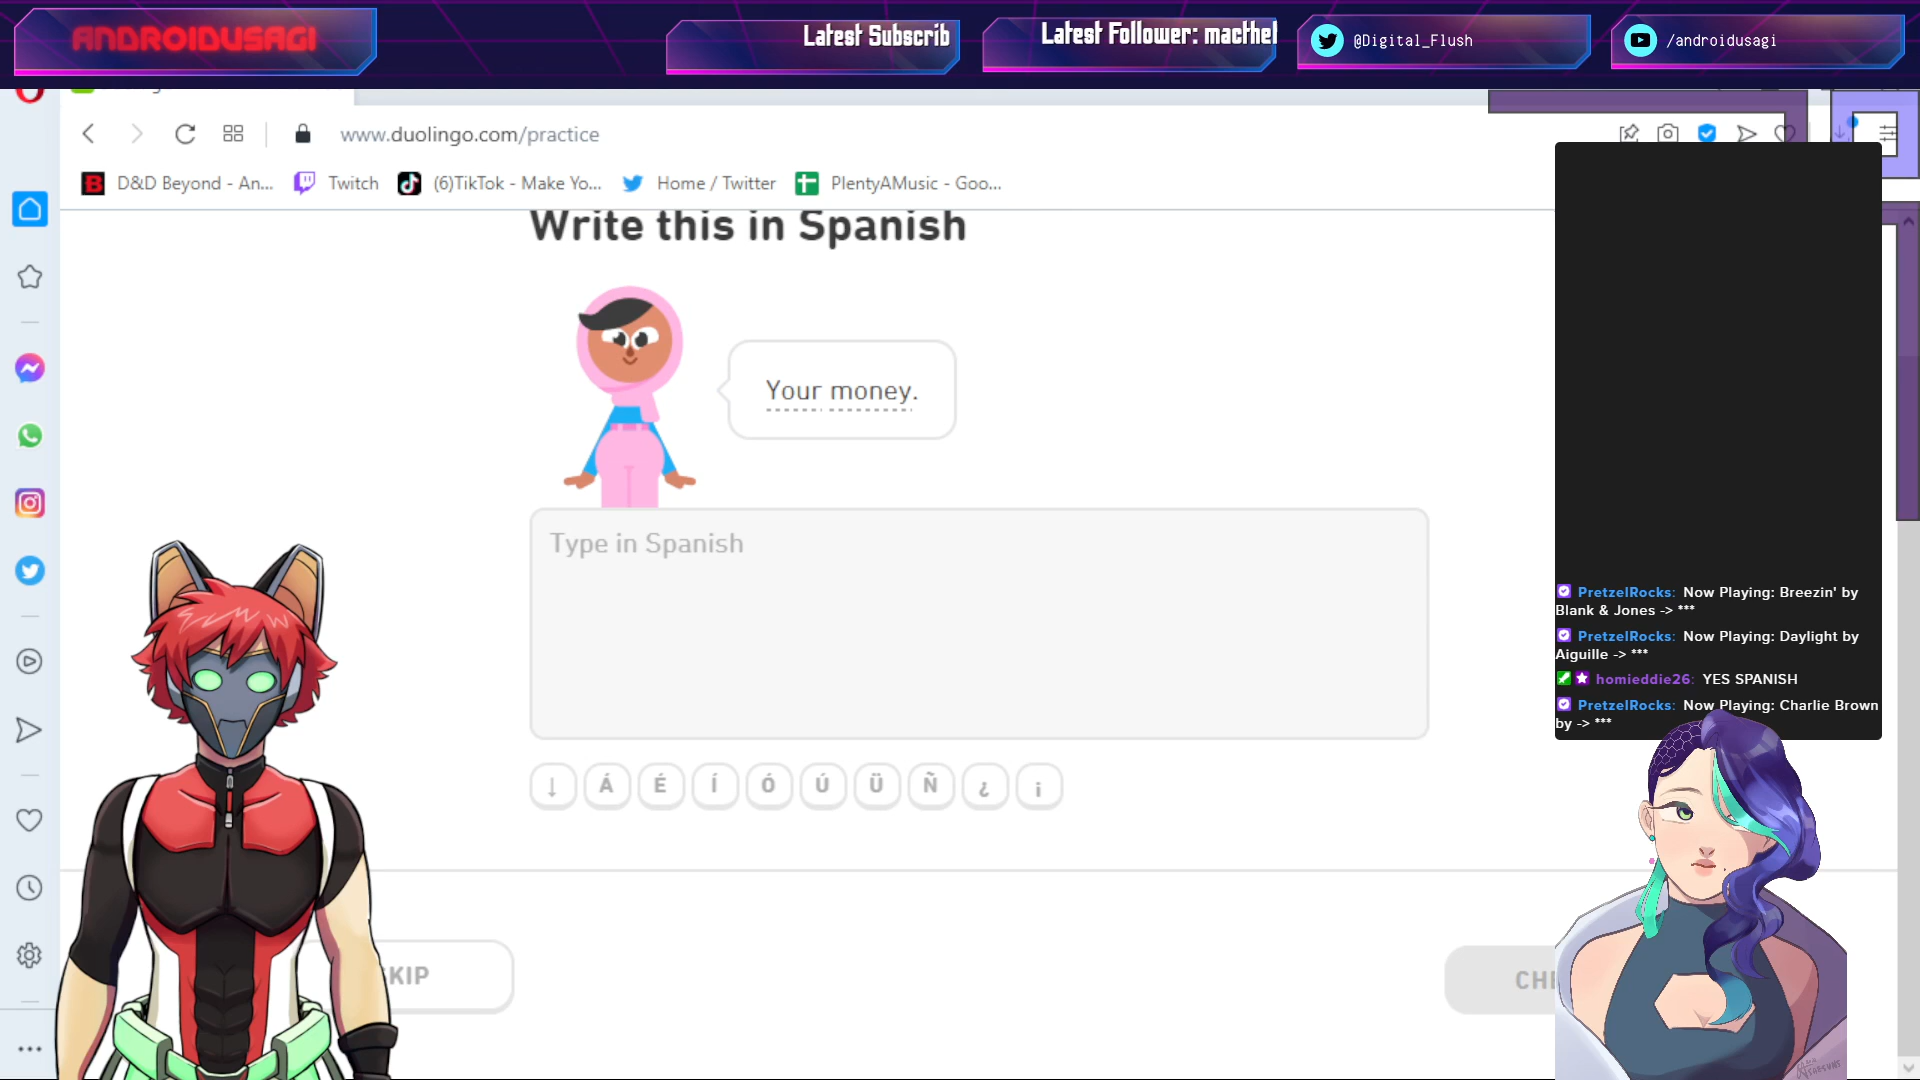 ANDROIDUSAGI
Latest Subscrib
Latest Follower: macthe
@Digital_Flush
/androidusagi
www.duolingo.com/practice
D&D Beyond - An...
Twitch
(6)TikTok - Make Yo...
Home / Twitter
PlentyAMusic - Goo...
Write this in Spanish
Your money.
Type in Spanish
↓ Á É Í Ó Ú Ü Ñ ¿ ¡
KIP
CH
PretzelRocks: Now Playing: Breezin' by
Blank & Jones -> ***
PretzelRocks: Now Playing: Daylight by
Aiguille -> ***
homieddie26: YES SPANISH
PretzelRocks: Now Playing: Charlie Brown
by -> ***